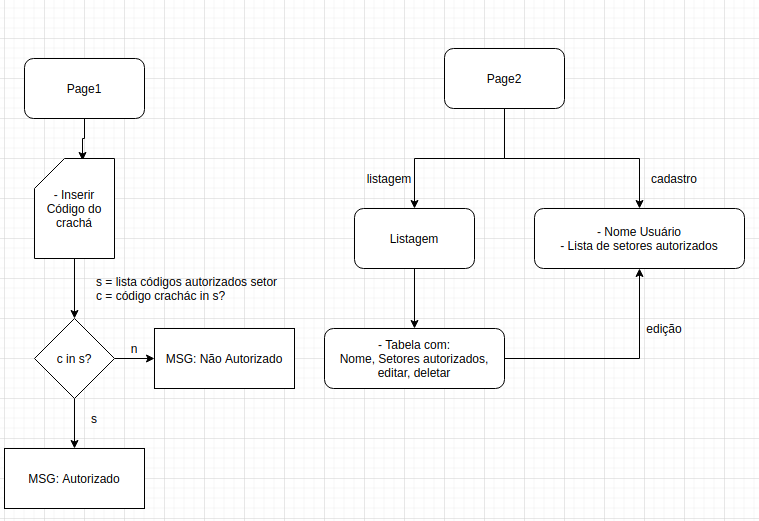 Page1
- Inserir
Código do
crachá
s = lista códigos autorizados setor
c = código crachác in s?
c in s?
n
MSG: Não Autorizado
s
MSG: Autorizado
Page2
listagem
cadastro
Listagem
- Nome Usuário
- Lista de setores autorizados
- Tabela com:
Nome, Setores autorizados,
editar, deletar
edição